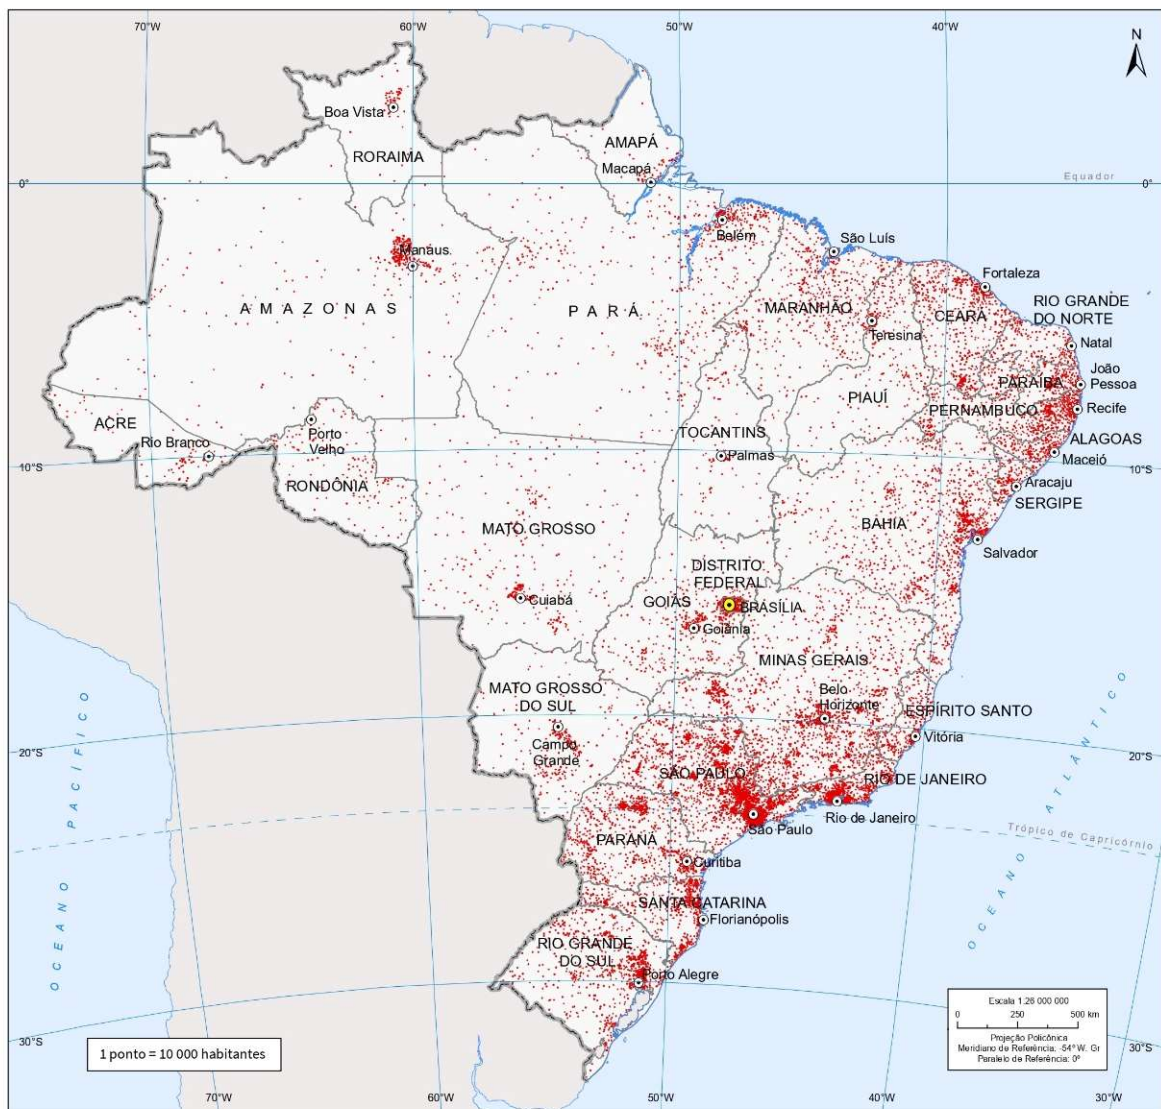 70°W
60°W
50°W
40°W
N
Boa Vista
RORAIMA
AMAPÁ
Macapá
0°
Equador
0°
Belém
São Luís
Manaus
Fortaleza
AMAZONAS
PARÁ
MARANHÃO
Teresina
CEARÁ
RIO GRANDE
DO NORTE
Natal
João
Pessoa
PARAÍBA
PIAUÍ
PERNAMBUCO
Recife
ACRE
Rio Branco
Porto
Velho
TOCANTINS
Palmas
ALAGOAS
Maceió
10°S
10°S
RONDÔNIA
Aracaju
SERGIPE
MATO GROSSO
BAHIA
Salvador
DISTRITO
FEDERAL
Cuiabá
GOIÁS
BRASÍLIA
Goiânia
MINAS GERAIS
MATO GROSSO
DO SUL
Belo
Horizonte
ESPÍRITO SANTO
Vitória
Campo
Grande
20°S
20°S
SÃO PAULO
RIO DE JANEIRO
Rio de Janeiro
São Paulo
Trópico de Capricórnio
PARANÁ
Curitiba
OCEANO PACÍFICO
OCEANO ATLÂNTICO
SANTA CATARINA
Florianópolis
RIO GRANDE
DO SUL
Porto Alegre
Escala 1:26 000 000
0 250 500 km
Projeção Policônica
Meridiano de Referência: -54° W. Gr
Paralelo de Referência: 0°
30°S
1 ponto = 10 000 habitantes
30°S
70°W
60°W
50°W
40°W
30°W